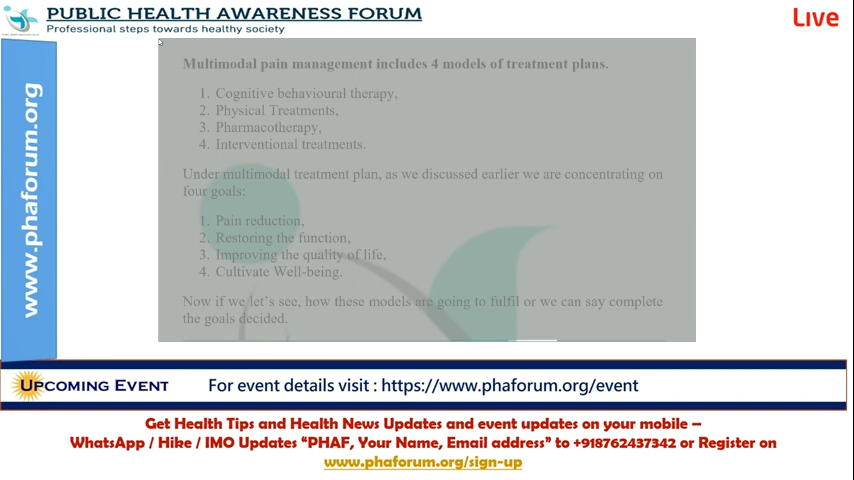 PUBLIC HEALTH AWARENESS FORUM
Professional steps towards healthy society
Live
www.phaforum.org
Multimodal pain management includes 4 models of treatment plans.
1. Cognitive behavioural therapy,
2. Physical Treatments,
3. Pharmacotherapy,
4. Interventional treatments.
Under multimodal treatment plan, as we discussed earlier we are concentrating on
four goals:
1. Pain reduction,
2. Restoring the function,
3. Improving the quality of life,
4. Cultivate Well-being.
Now if we let's see, how these models are going to fulfil or we can say complete
the goals decided.
UPCOMING EVENT
For event details visit : https://www.phaforum.org/event
Get Health Tips and Health News Updates and event updates on your mobile –
WhatsApp / Hike / IMO Updates “PHAF, Your Name, Email address” to +918762437342 or Register on
www.phaforum.org/sign-up